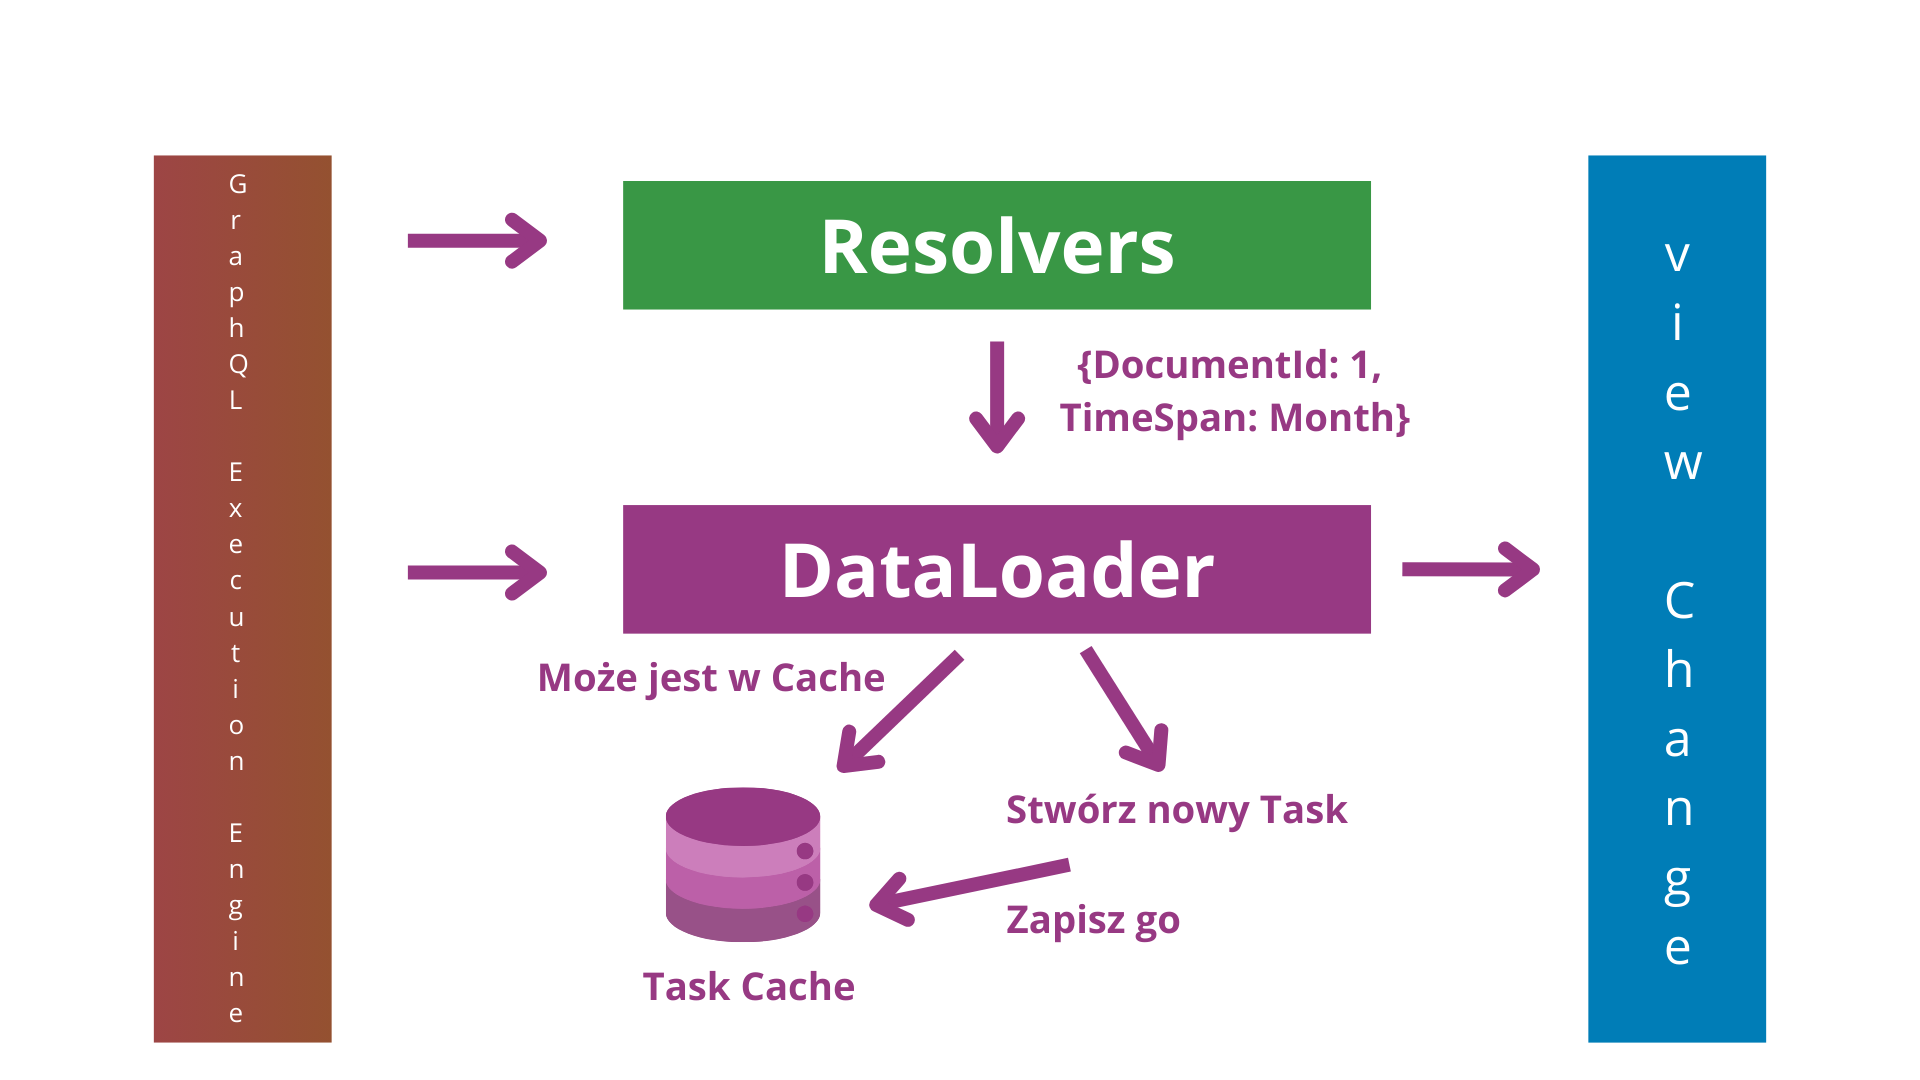 GraphQL Execution Engine
Resolvers
{DocumentId: 1,
TimeSpan: Month}
DataLoader
Może jest w Cache
Stwórz nowy Task
Zapisz go
Task Cache
view Change